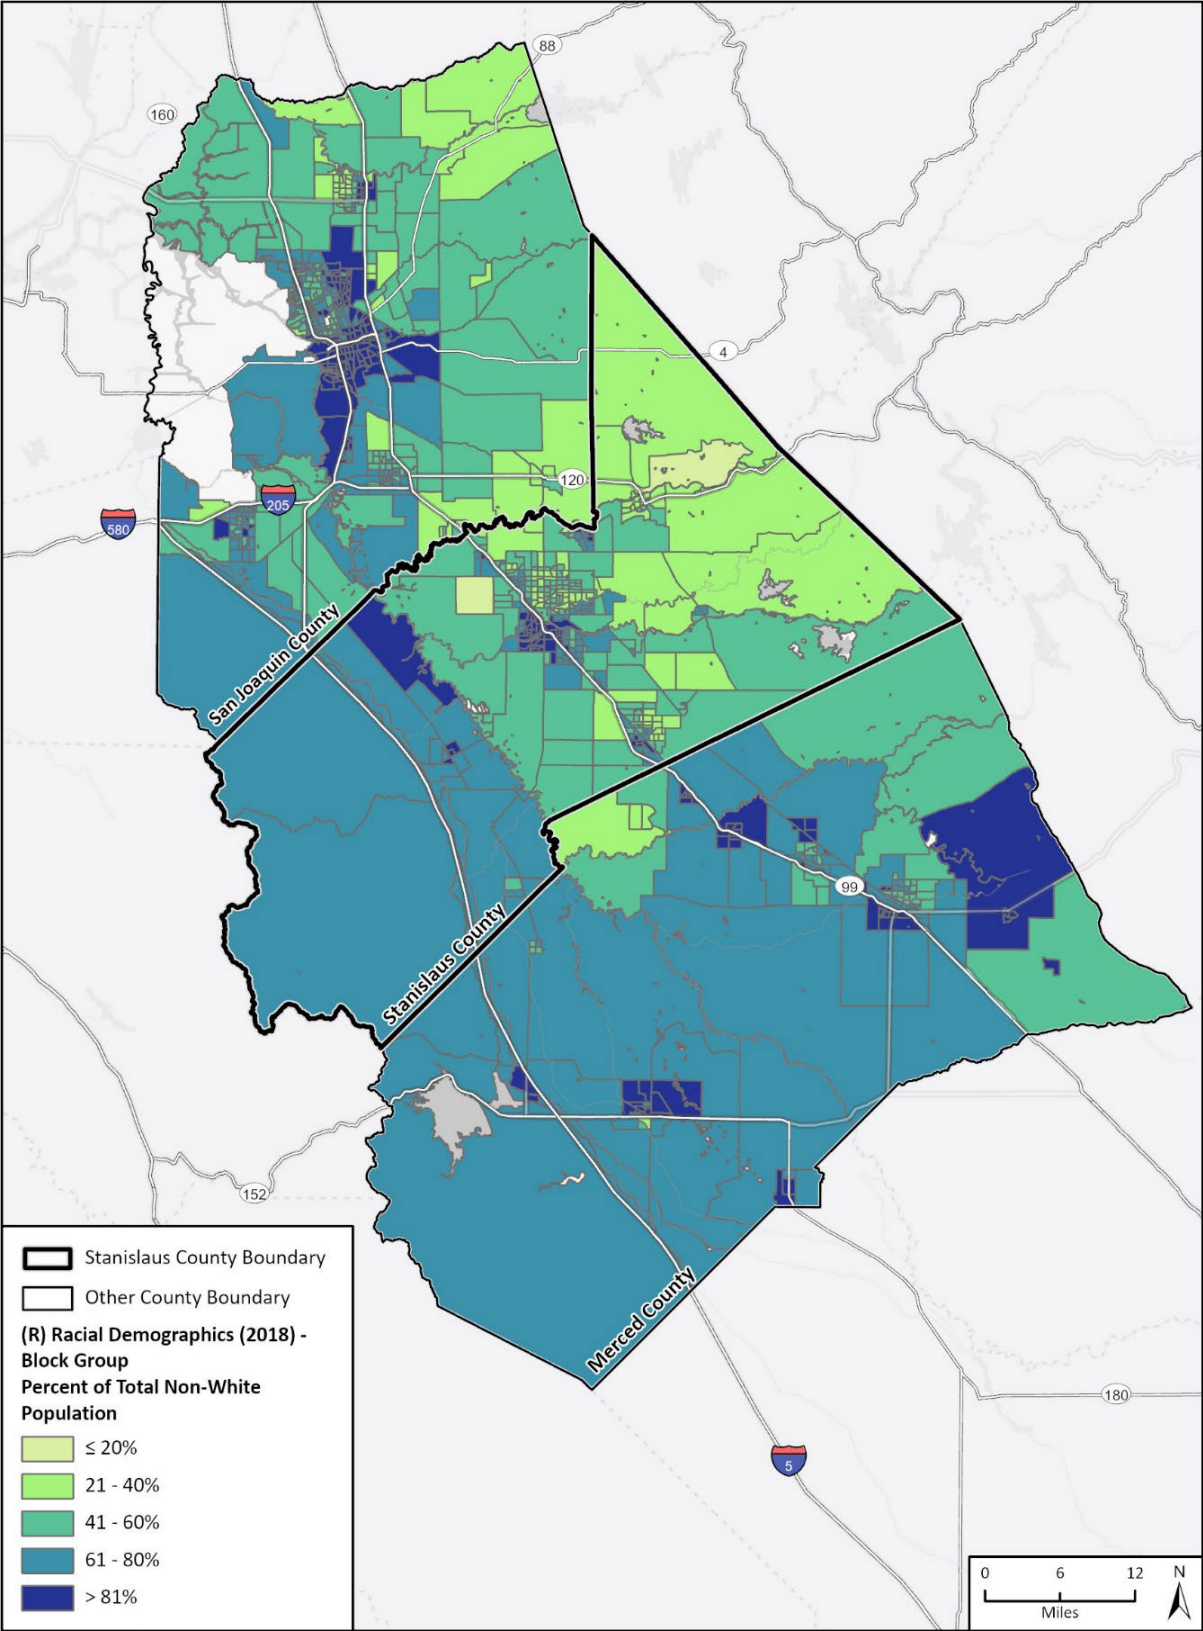 88
160
4
120
205
580
San Joaquin County
99
Stanislaus County
152
Merced County
180
5
Stanislaus County Boundary
Other County Boundary
(R) Racial Demographics (2018) -
Block Group
Percent of Total Non-White
Population
≤ 20%
21 - 40%
41 - 60%
61 - 80%
> 81%
0 6 12 N
Miles